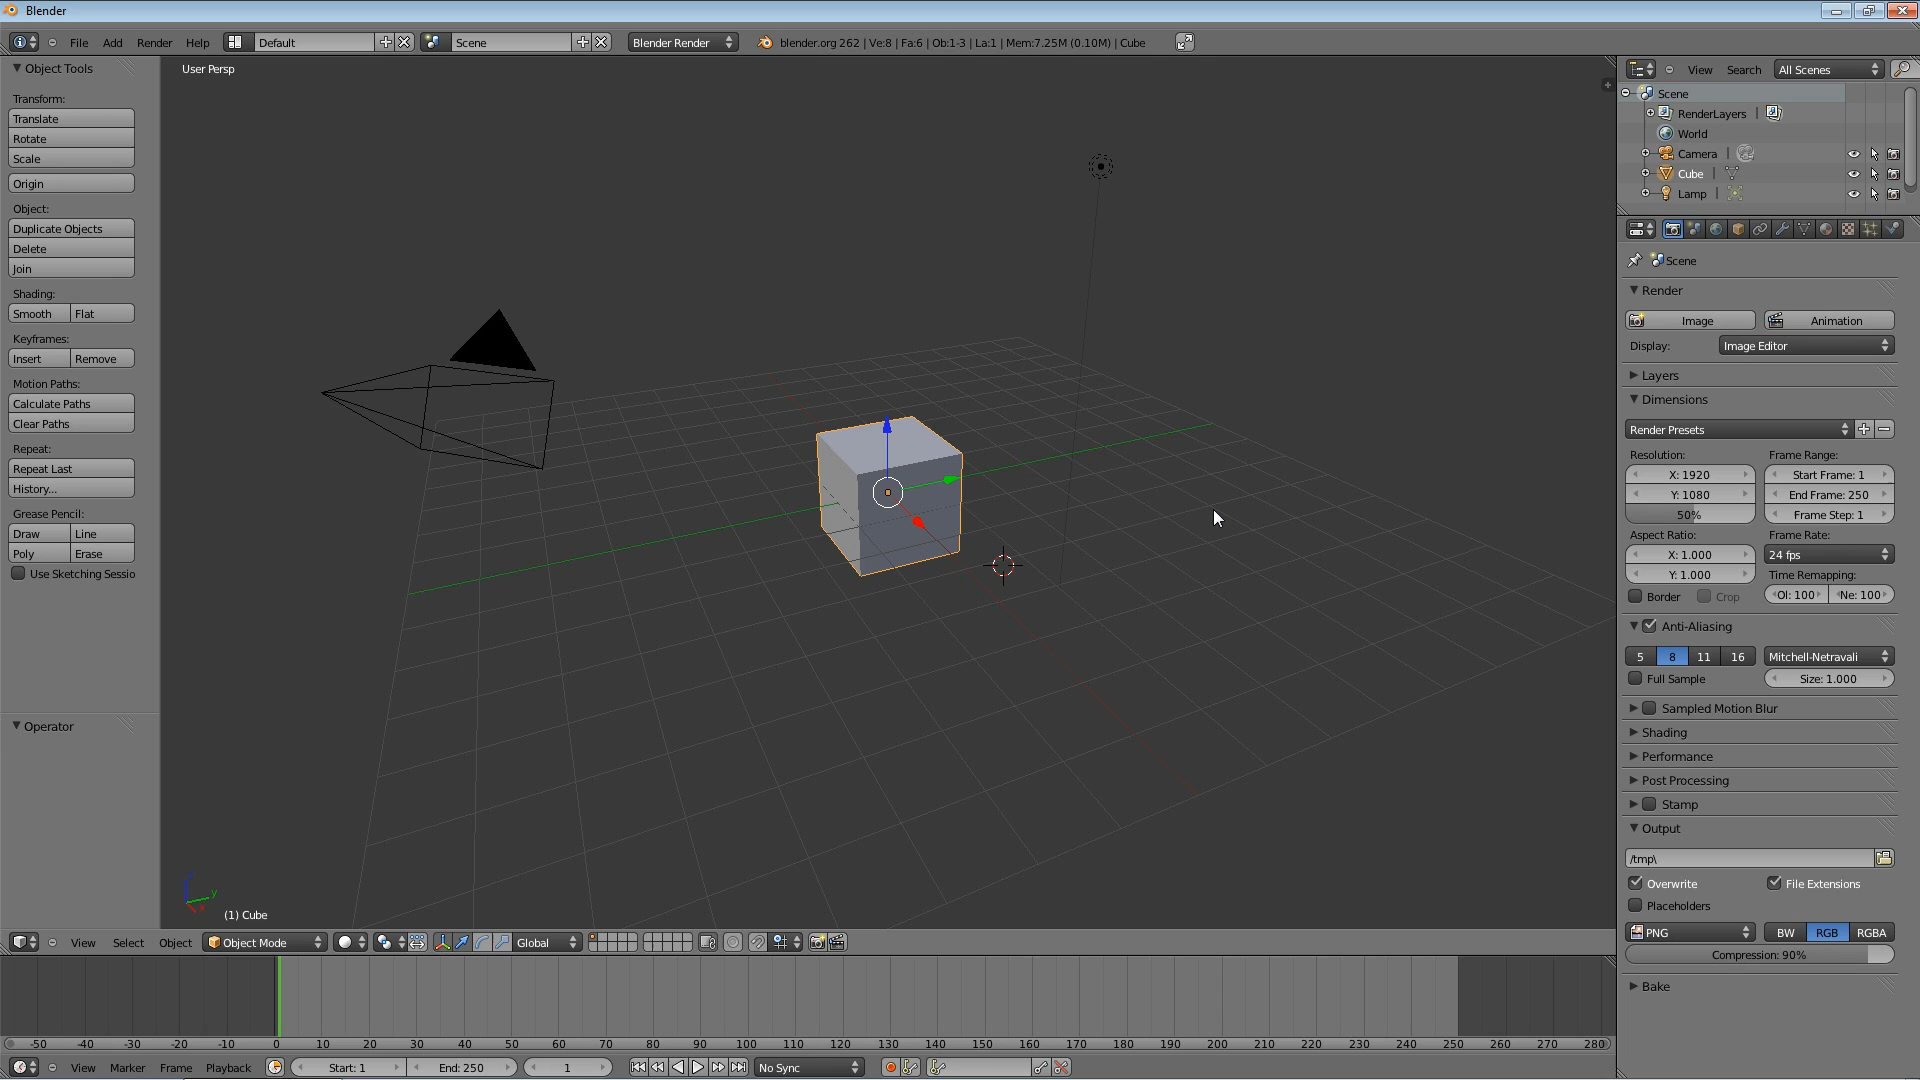 Blender
File Add Render Help Default Scene Blender Render blender.org 262 | Ve:8 | Fa:6 | Ob:1-3 | La:1 | Mem:7.25M (0.10M) | Cube
Object Tools
Transform:
Translate
Rotate
Scale
Origin
Object:
Duplicate Objects
Delete
Join
Shading:
Smooth Flat
Keyframes:
Insert Remove
Motion Paths:
Calculate Paths
Clear Paths
Repeat:
Repeat Last
History...
Grease Pencil:
Draw Line
Poly Erase
Use Sketching Sessio
Operator
User Persp
y
(1) Cube
View Select Object Object Mode Global
-50 -40 -30 -20 -10 0 10 20 30 40 50 60 70 80 90 100 110 120 130 140 150 160 170 180 190 200 210 220 230 240 250 260 270 280
View Marker Frame Playback Start: 1 End: 250 1 No Sync
View Search All Scenes
Scene
RenderLayers |
World
Camera |
Cube |
Lamp |
Scene
Render
Image Animation
Display: Image Editor
Layers
Dimensions
Render Presets
Resolution: Frame Range:
X: 1920 Start Frame: 1
Y: 1080 End Frame: 250
50% Frame Step: 1
Aspect Ratio: Frame Rate:
X: 1.000 24 fps
Y: 1.000 Time Remapping:
Border Crop Ol: 100 Ne: 100
Anti-Aliasing
5 8 11 16 Mitchell-Netravali
Full Sample Size: 1.000
Sampled Motion Blur
Shading
Performance
Post Processing
Stamp
Output
/tmp\
Overwrite File Extensions
Placeholders
PNG BW RGB RGBA
Compression: 90%
Bake